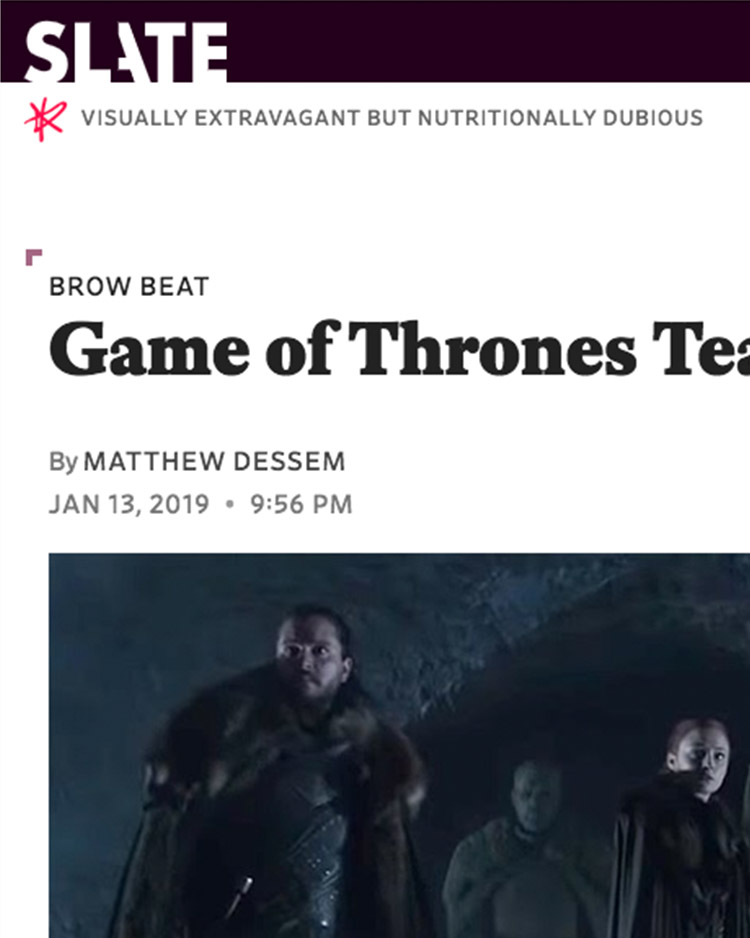 SLATE
VISUALLY EXTRAVAGANT BUT NUTRITIONALLY DUBIOUS
BROW BEAT
Game of Thrones Tea
By MATTHEW DESSEM
JAN 13, 2019 • 9:56 PM